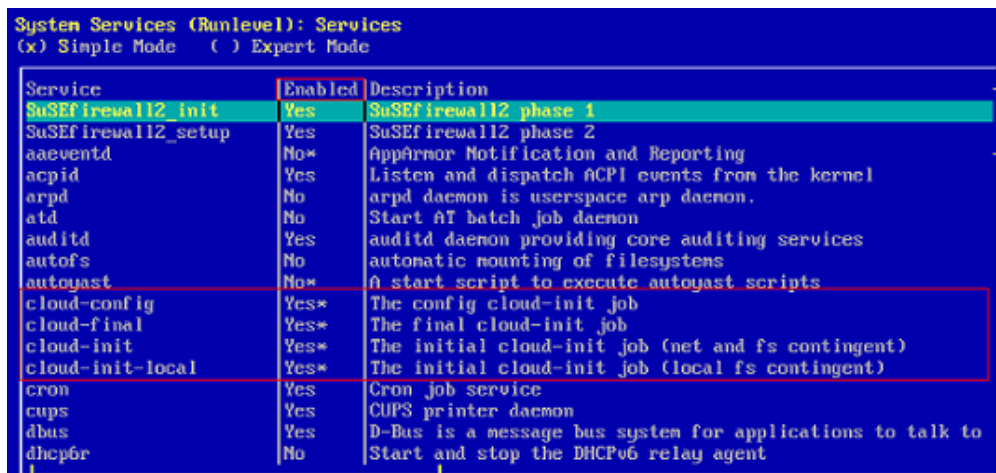 System Services (Runlevel): Services
(x) Simple Mode ( ) Expert Mode
Service Enabled Description
SuSEfirewall2_init Yes SuSEfirewall2 phase 1
SuSEfirewall2_setup Yes SuSEfirewall2 phase 2
aaeventd No* AppArmor Notification and Reporting
acpid Yes Listen and dispatch ACPI events from the kernel
arpd No arpd daemon is userspace arp daemon.
atd No Start AT batch job daemon
auditd Yes auditd daemon providing core auditing services
autofs No automatic mounting of filesystems
autoyast No* A start script to execute autoyast scripts
cloud-config Yes* The config cloud-init job
cloud-final Yes* The final cloud-init job
cloud-init Yes* The initial cloud-init job (net and fs contingent)
cloud-init-local Yes* The initial cloud-init job (local fs contingent)
cron Yes Cron job service
cups Yes CUPS printer daemon
dbus Yes D-Bus is a message bus system for applications to talk to
dhcp6r No Start and stop the DHCPv6 relay agent